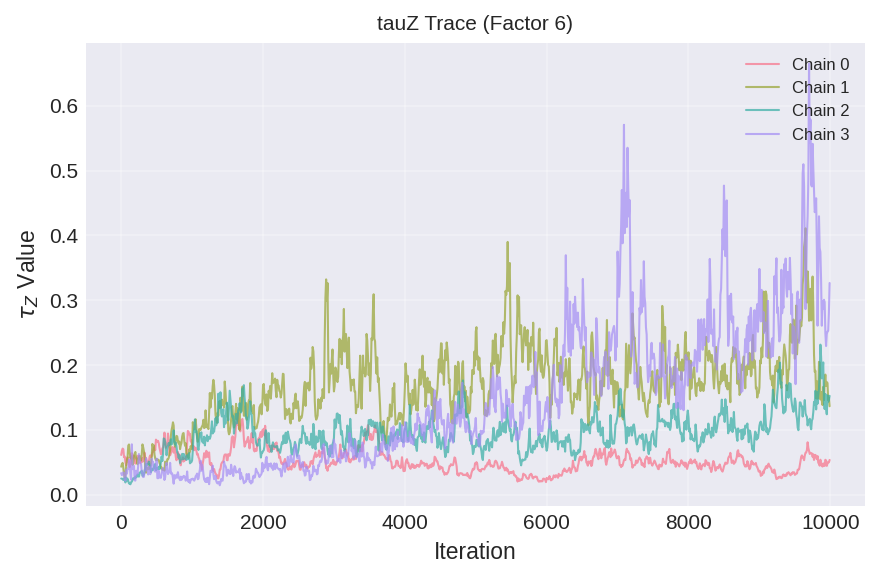 tauZ Trace (Factor 6)
Chain 0
Chain 1
Chain 2
Chain 3
τZ Value
0.6
0.5
0.4
0.3
0.2
0.1
0.0
0 2000 4000 6000 8000 10000
Iteration